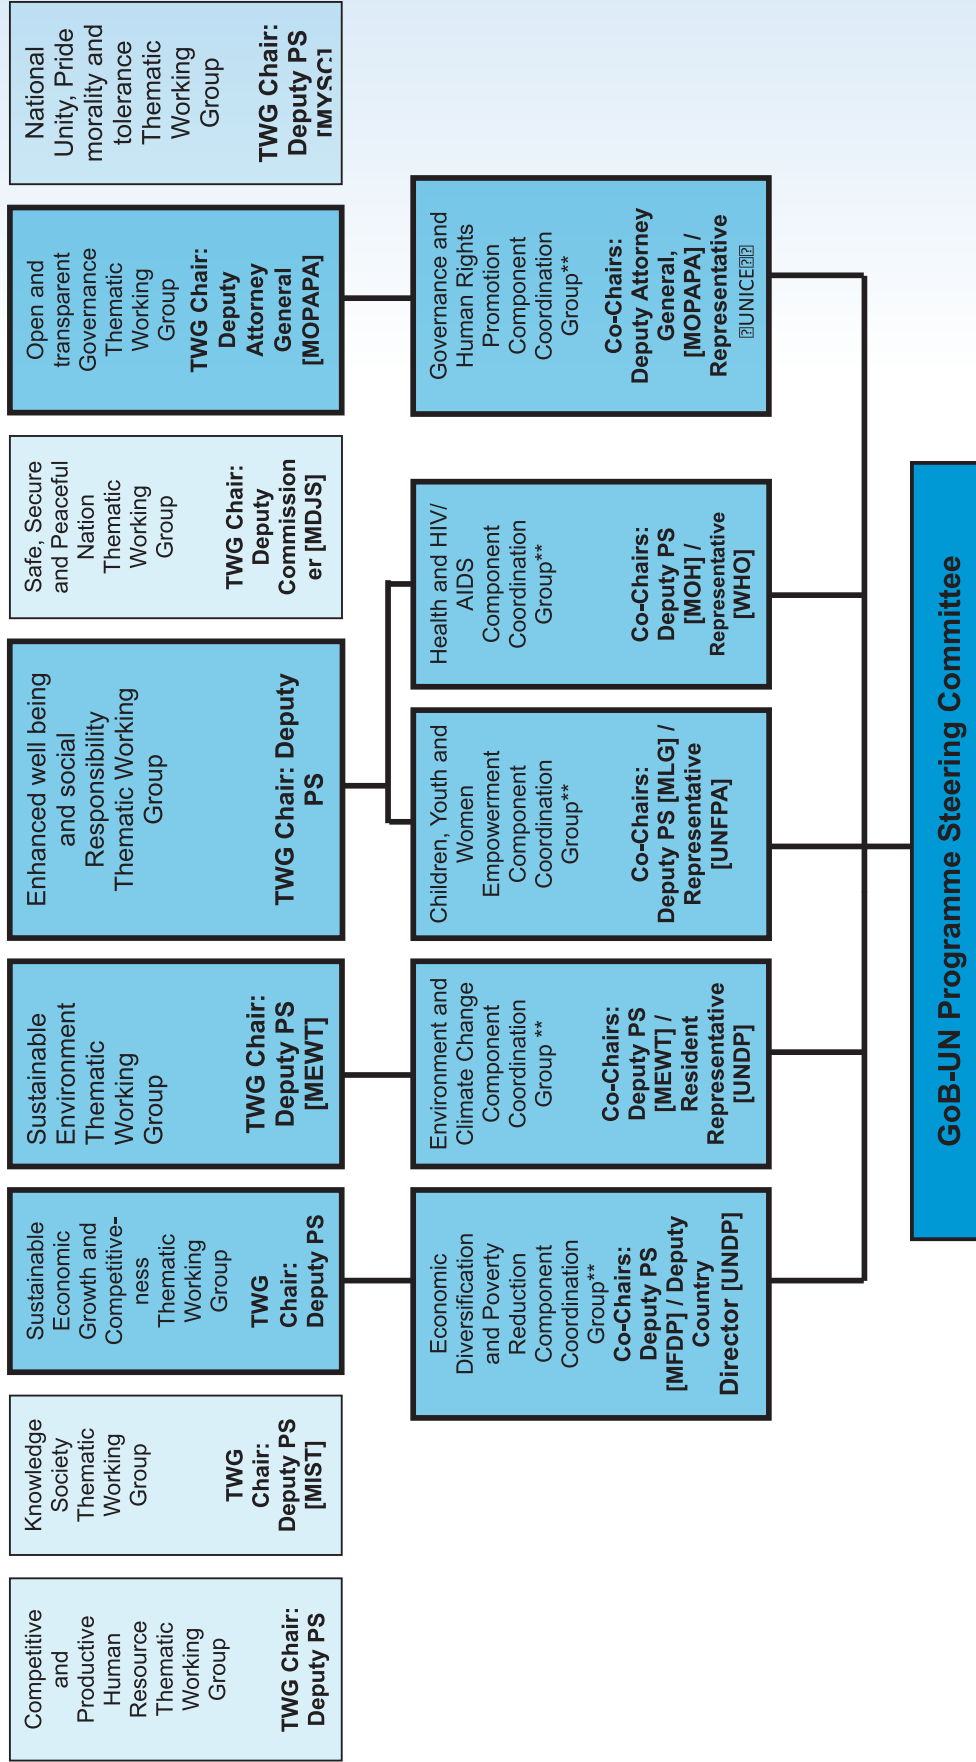 Competitive
and
Productive
Human
Resource
Thematic
Working
Group
TWG Chair:
Deputy PS
Knowledge
Society
Thematic
Working
Group
TWG
Chair:
Deputy PS
[MIST]
Sustainable
Economic
Growth and
Competitive-
ness
Thematic
Working
Group
TWG
Chair:
Deputy PS
Sustainable
Environment
Thematic
Working
Group
TWG Chair:
Deputy PS
[MEWT]
Enhanced well being
and social
Responsibility
Thematic Working
Group
TWG Chair: Deputy
PS
Safe, Secure
and Peaceful
Nation
Thematic
Working
Group
TWG Chair:
Deputy
Commission
er [MDJS]
Open and
transparent
Governance
Thematic
Working
Group
TWG Chair:
Deputy
Attorney
General
[MOPAPA]
National
Unity, Pride
morality and
tolerance
Thematic
Working
Group
TWG Chair:
Deputy PS
[MYSC]
Economic
Diversification
and Poverty
Reduction
Component
Coordination
Group**
Co-Chairs:
Deputy PS
[MFDP] / Deputy
Country
Director [UNDP]
Environment and
Climate Change
Component
Coordination
Group **
Co-Chairs:
Deputy PS
[MEWT] /
Resident
Representative
[UNDP]
Children, Youth and
Women
Empowerment
Component
Coordination
Group**
Co-Chairs:
Deputy PS [MLG] /
Representative
[UNFPA]
Health and HIV/
AIDS
Component
Coordination
Group**
Co-Chairs:
Deputy PS
[MOH] /
Representative
[WHO]
Governance and
Human Rights
Promotion
Component
Coordination
Group**
Co-Chairs:
Deputy Attorney
General,
[MOPAPA] /
Representative
⍰UNICE⍰⍰
GoB-UN Programme Steering Committee